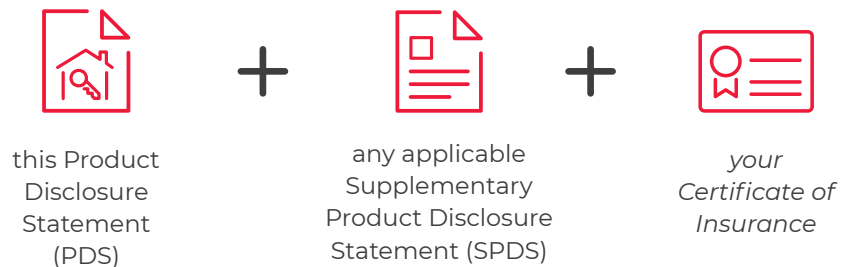 this Product
Disclosure
Statement
(PDS)
any applicable
Supplementary
Product Disclosure
Statement (SPDS)
your
Certificate of
Insurance